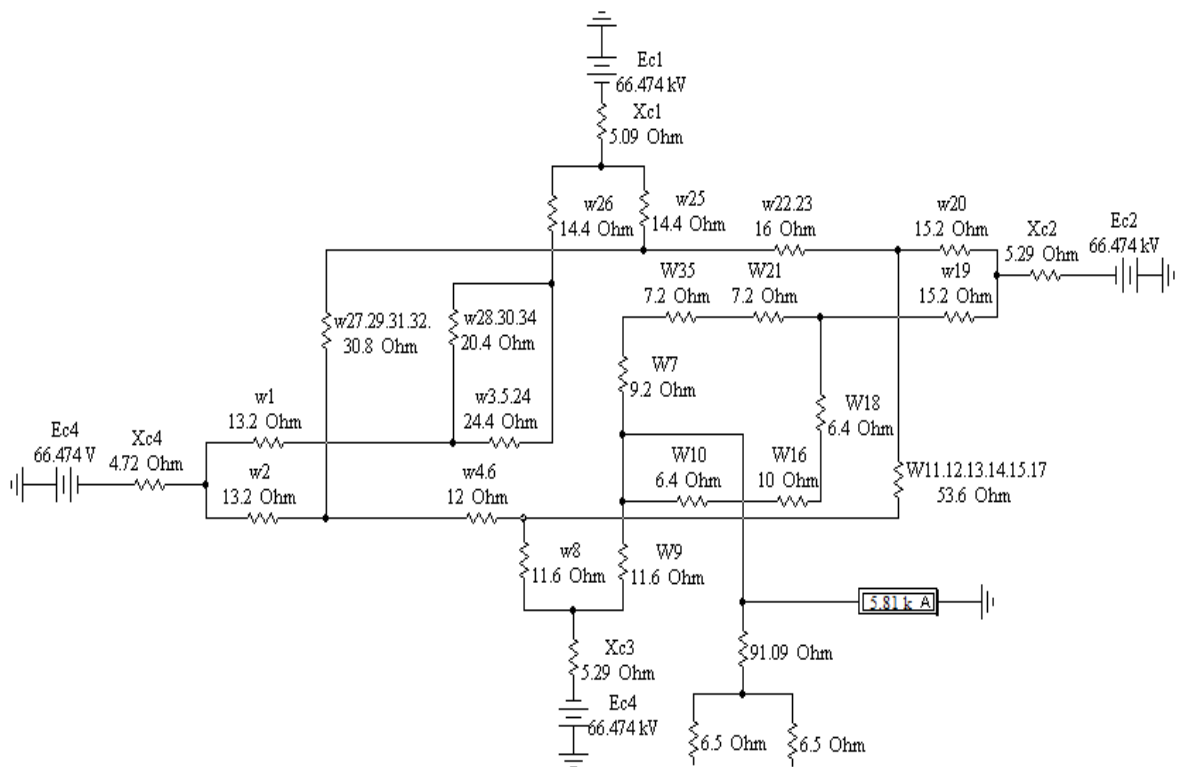 Ec1
66.474 kV
Xc1
5.09 Ohm
w26
14.4 Ohm
w25
14.4 Ohm
w22.23
16 Ohm
w20
15.2 Ohm
Xc2
5.29 Ohm
Ec2
66.474 kV
W35
7.2 Ohm
W21
7.2 Ohm
w19
15.2 Ohm
w27.29.31.32.
30.8 Ohm
w28.30.34
20.4 Ohm
W7
9.2 Ohm
w1
13.2 Ohm
w3.5.24
24.4 Ohm
W18
6.4 Ohm
Ec4
66.474 V
Xc4
4.72 Ohm
w2
13.2 Ohm
w4.6
12 Ohm
W10
6.4 Ohm
W16
10 Ohm
W11.12.13.14.15.17
53.6 Ohm
w8
11.6 Ohm
W9
11.6 Ohm
5.81 k A
Xc3
5.29 Ohm
91.09 Ohm
Ec4
66.474 kV
6.5 Ohm
6.5 Ohm